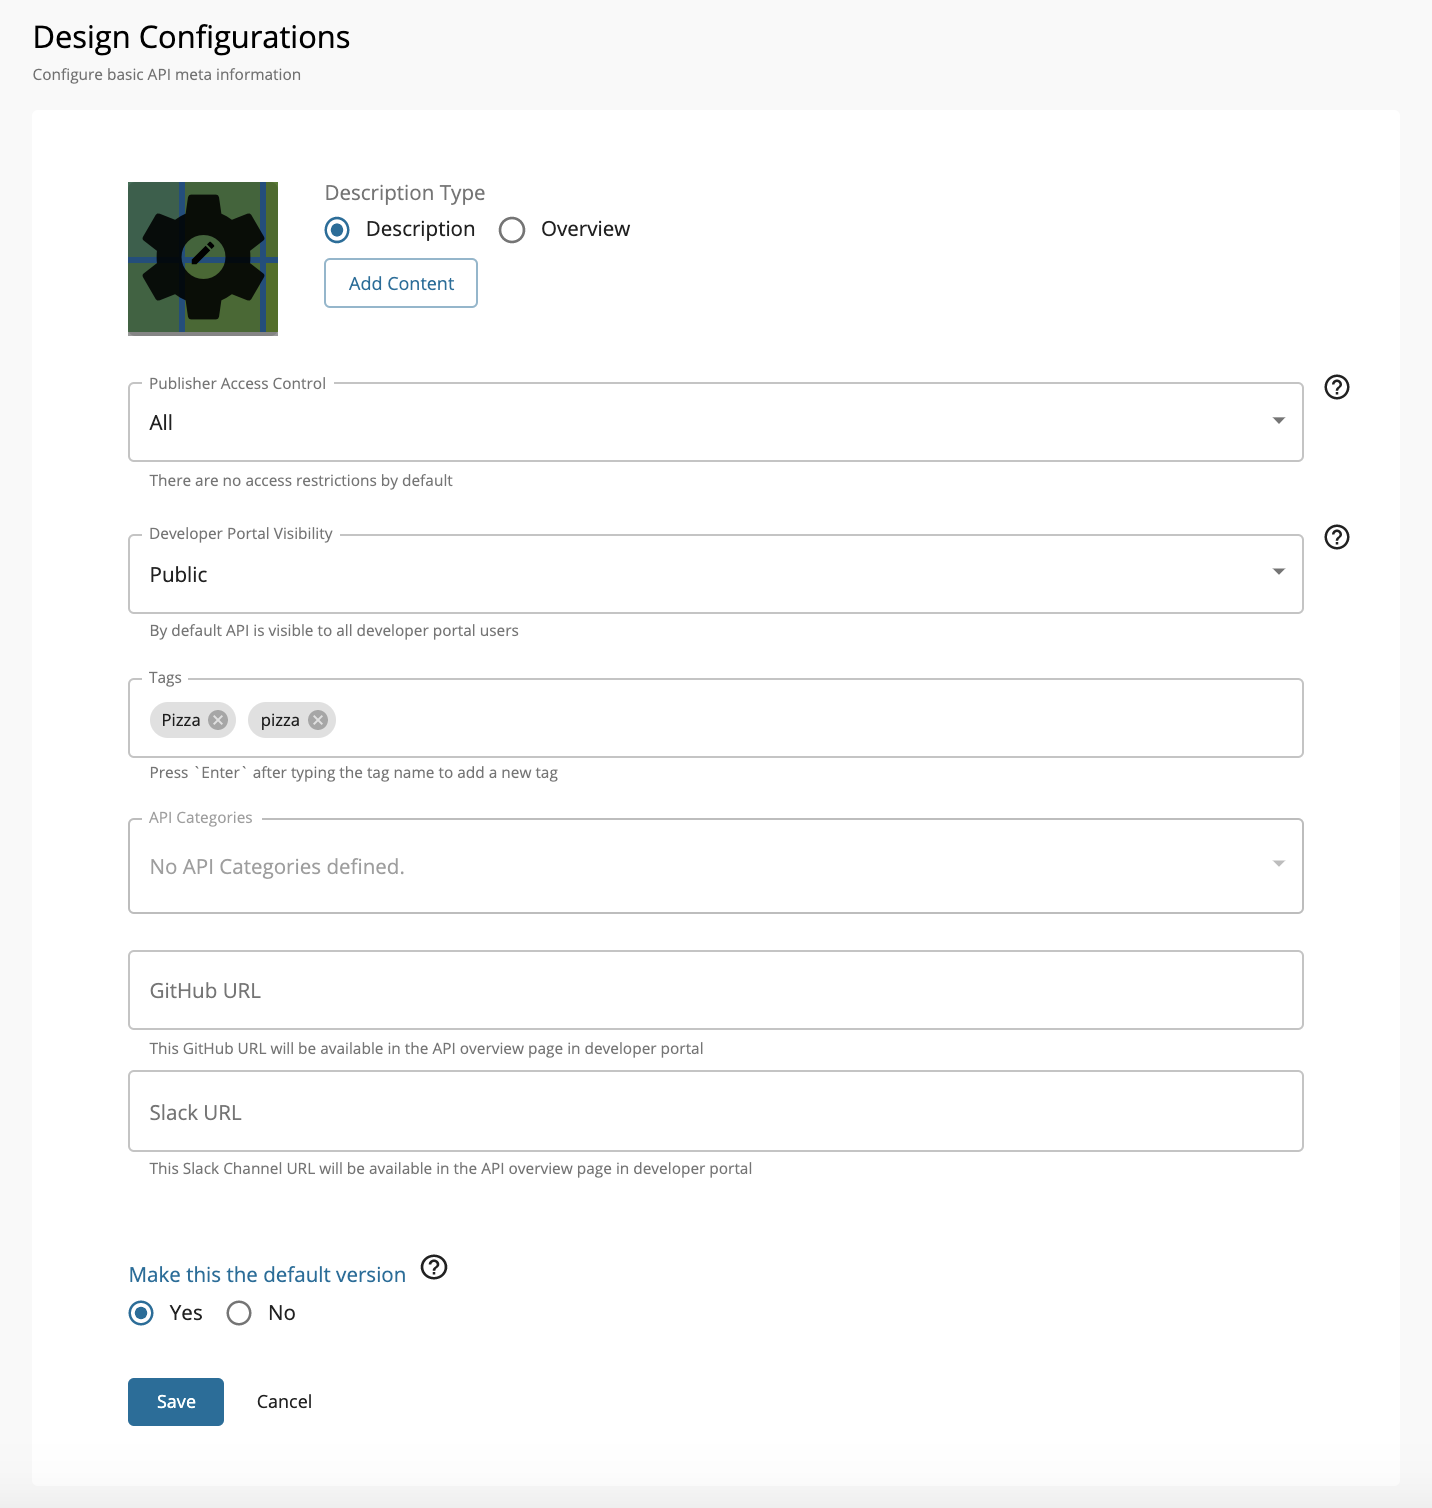 Design Configurations
Configure basic API meta information
Description Type
Description Overview
Add Content
Publisher Access Control
All
There are no access restrictions by default
Developer Portal Visibility
Public
By default API is visible to all developer portal users
Tags
Pizza pizza
Press `Enter` after typing the tag name to add a new tag
API Categories
No API Categories defined.
GitHub URL
This GitHub URL will be available in the API overview page in developer portal
Slack URL
This Slack Channel URL will be available in the API overview page in developer portal
Make this the default version
Yes No
Save Cancel